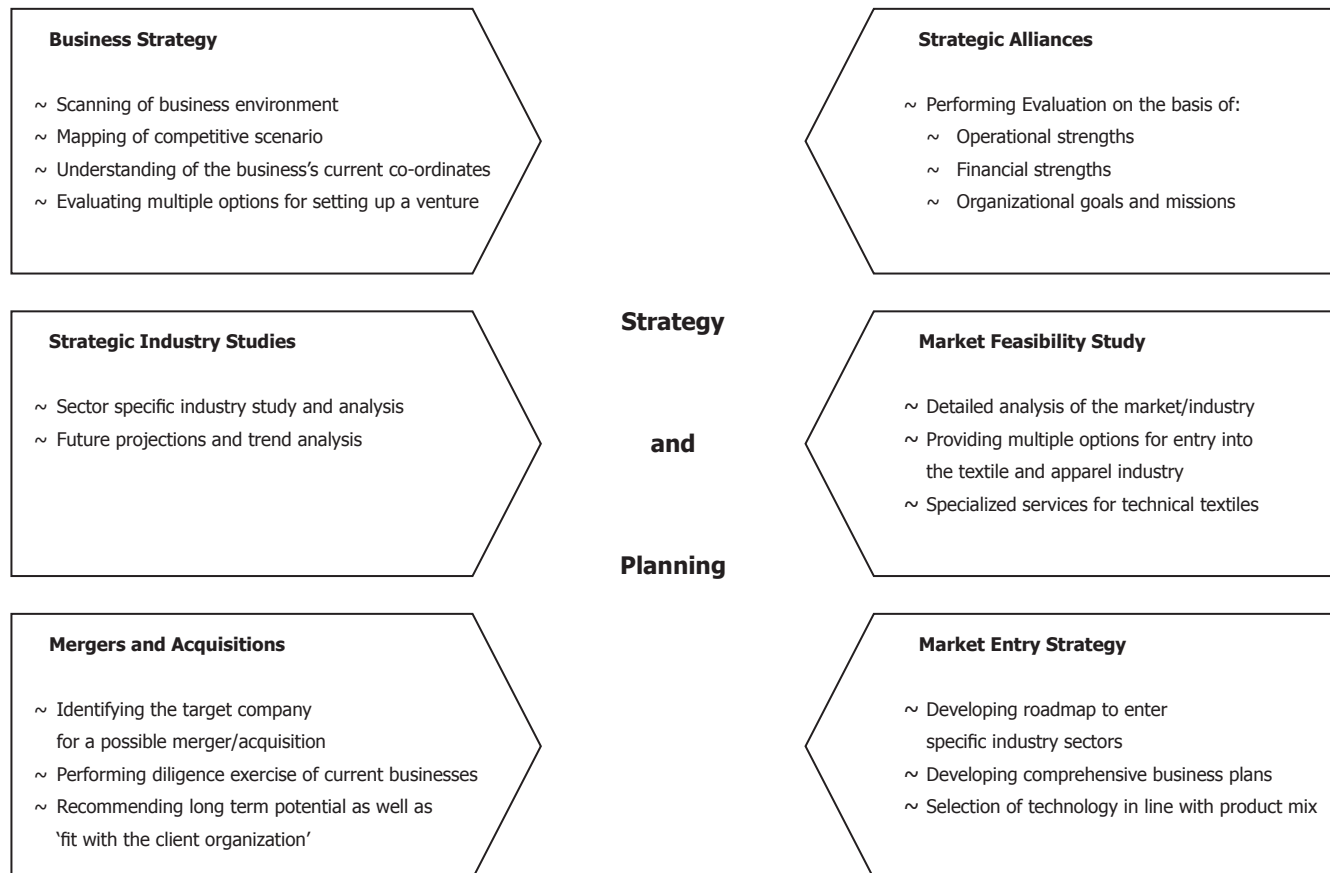 Business Strategy
~ Scanning of business environment
~ Mapping of competitive scenario
~ Understanding of the business’s current co-ordinates
~ Evaluating multiple options for setting up a venture
Strategic Alliances
~ Performing Evaluation on the basis of:
~ Operational strengths
~ Financial strengths
~ Organizational goals and missions
Strategy
and
Planning
Strategic Industry Studies
~ Sector specific industry study and analysis
~ Future projections and trend analysis
Market Feasibility Study
~ Detailed analysis of the market/industry
~ Providing multiple options for entry into
the textile and apparel industry
~ Specialized services for technical textiles
Mergers and Acquisitions
~ Identifying the target company
for a possible merger/acquisition
~ Performing diligence exercise of current businesses
~ Recommending long term potential as well as
‘fit with the client organization’
Market Entry Strategy
~ Developing roadmap to enter
specific industry sectors
~ Developing comprehensive business plans
~ Selection of technology in line with product mix